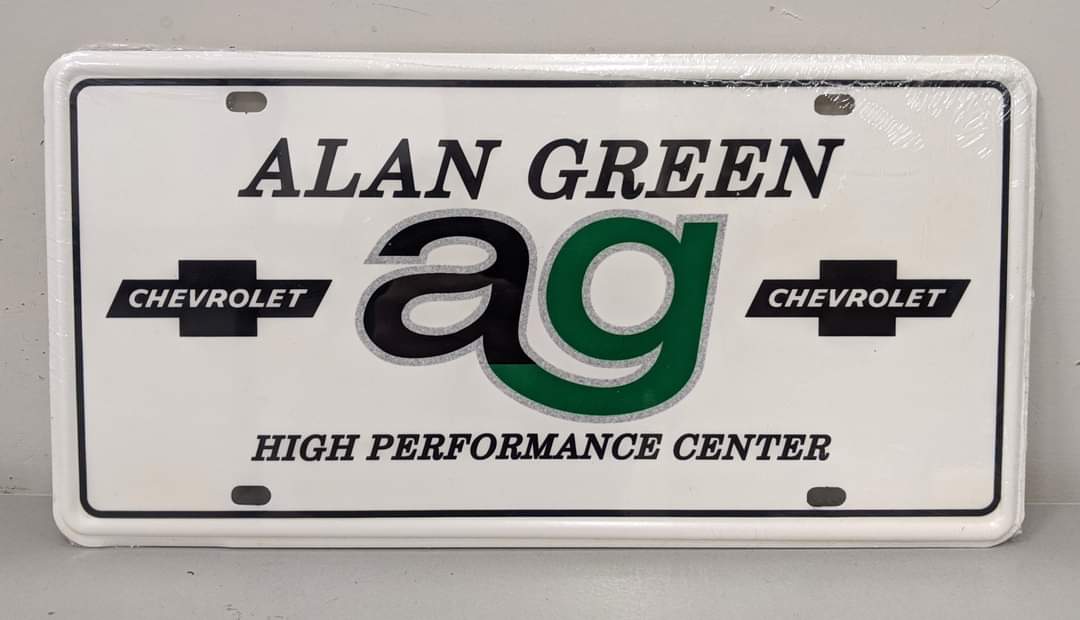 ALAN GREEN
ag
CHEVROLET
CHEVROLET
HIGH PERFORMANCE CENTER